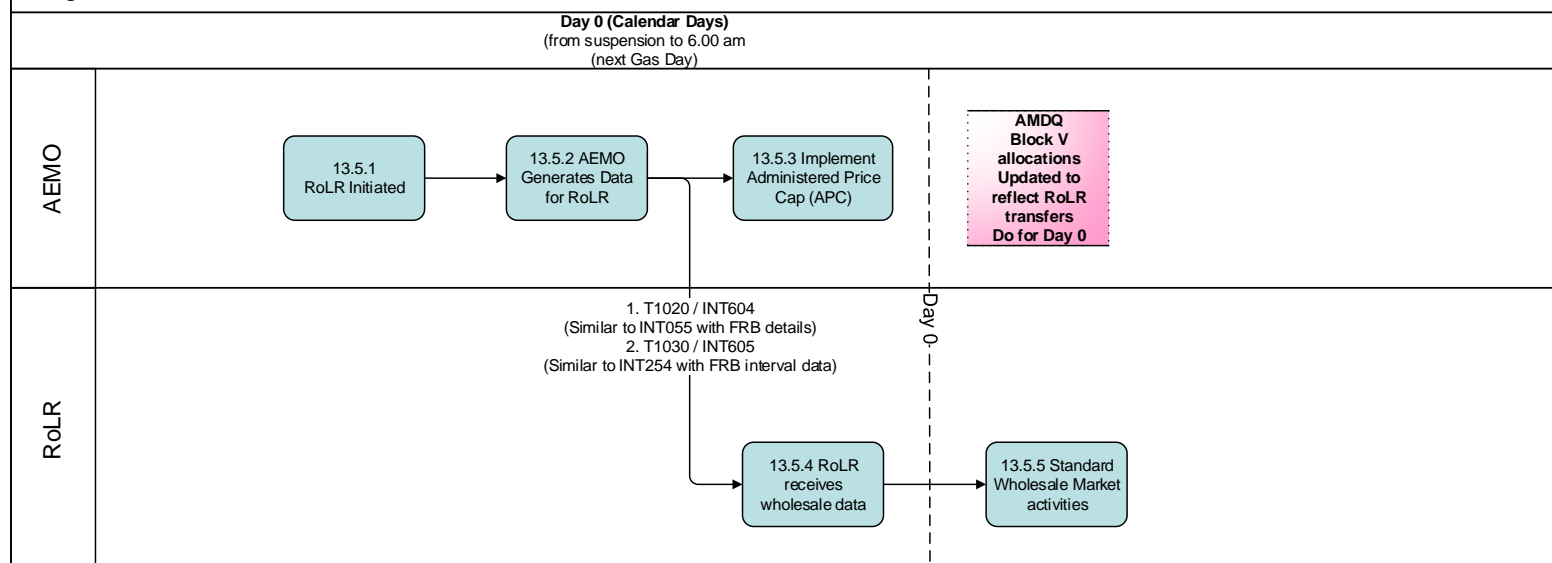 Day 0 (Calendar Days)
(from suspension to 6.00 am
(next Gas Day)
AEMO
13.5.1
RoLR Initiated
13.5.2 AEMO
Generates Data
for RoLR
13.5.3 Implement
Administered Price
Cap (APC)
AMDQ
Block V
allocations
Updated to
reflect RoLR
transfers
Do for Day 0
1. T1020 / INT604
(Similar to INT055 with FRB details)
2. T1030 / INT605
(Similar to INT254 with FRB interval data)
Day 0
RoLR
13.5.4 RoLR
receives
wholesale data
13.5.5 Standard
Wholesale Market
activities